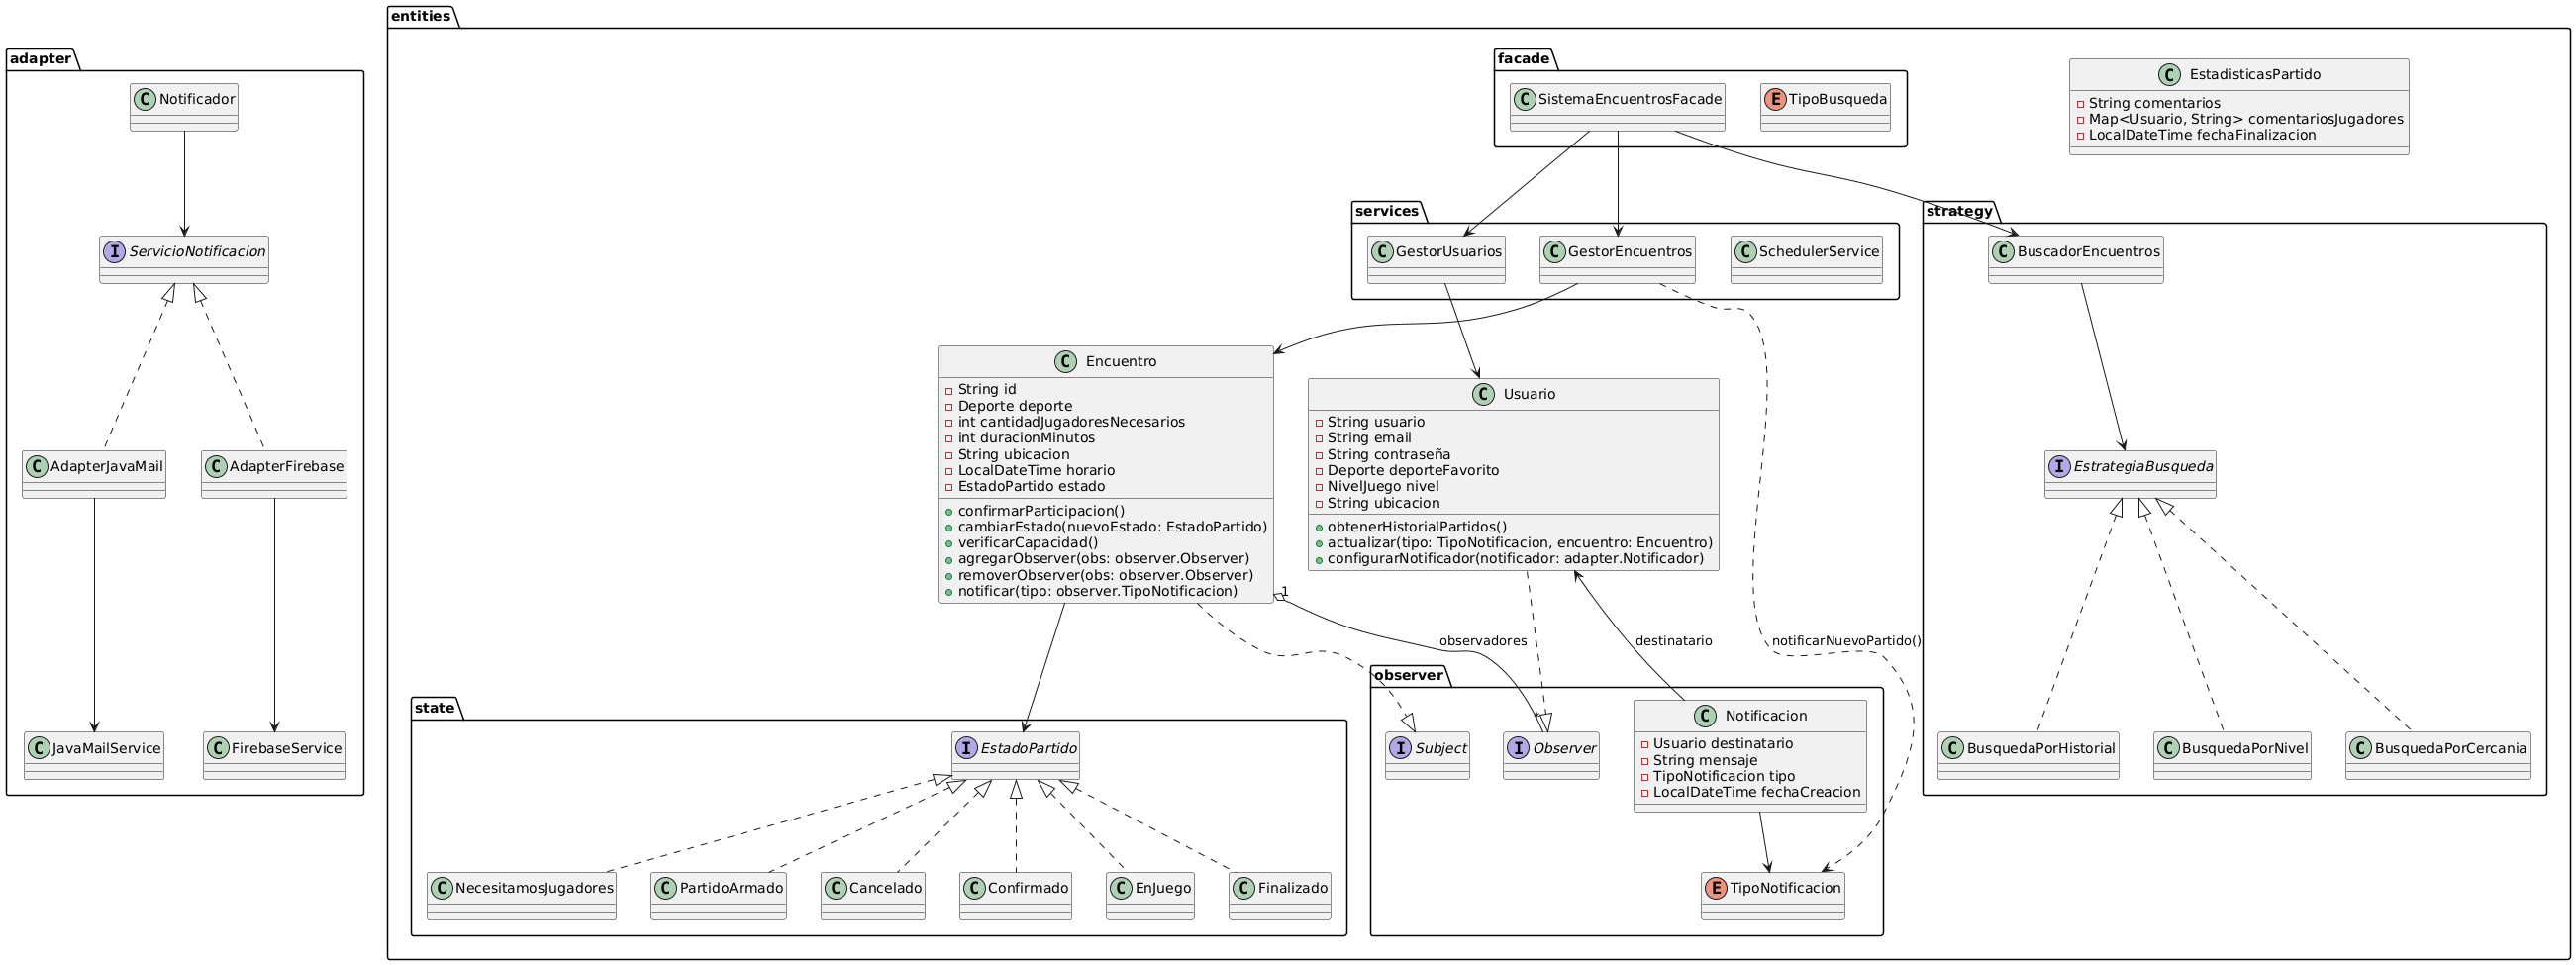 entities
adapter
facade
C Notificador
C SistemaEncuentrosFacade
E TipoBusqueda
C EstadisticasPartido
String comentarios
Map<Usuario, String> comentariosJugadores
LocalDateTime fechaFinalizacion
services
strategy
I ServicioNotificacion
C GestorUsuarios
C GestorEncuentros
C SchedulerService
C BuscadorEncuentros
C Encuentro
String id
Deporte deporte
int cantidadJugadoresNecesarios
int duracionMinutos
String ubicacion
LocalDateTime horario
EstadoPartido estado
confirmarParticipacion()
cambiarEstado(nuevoEstado: EstadoPartido)
verificarCapacidad()
agregarObserver(obs: observer.Observer)
removerObserver(obs: observer.Observer)
notificar(tipo: observer.TipoNotificacion)
1
C Usuario
String usuario
String email
String contraseña
Deporte deporteFavorito
NivelJuego nivel
String ubicacion
obtenerHistorialPartidos()
actualizar(tipo: TipoNotificacion, encuentro: Encuentro)
configurarNotificador(notificador: adapter.Notificador)
C AdapterJavaMail
C AdapterFirebase
I EstrategiaBusqueda
observadores
destinatario
notificarNuevoPartido()
observer
state
C Notificacion
Usuario destinatario
String mensaje
TipoNotificacion tipo
LocalDateTime fechaCreacion
C JavaMailService
C FirebaseService
I EstadoPartido
I Subject
I Observer
C BusquedaPorHistorial
C BusquedaPorNivel
C BusquedaPorCercania
C NecesitamosJugadores
C PartidoArmado
C Cancelado
C Confirmado
C EnJuego
C Finalizado
E TipoNotificacion